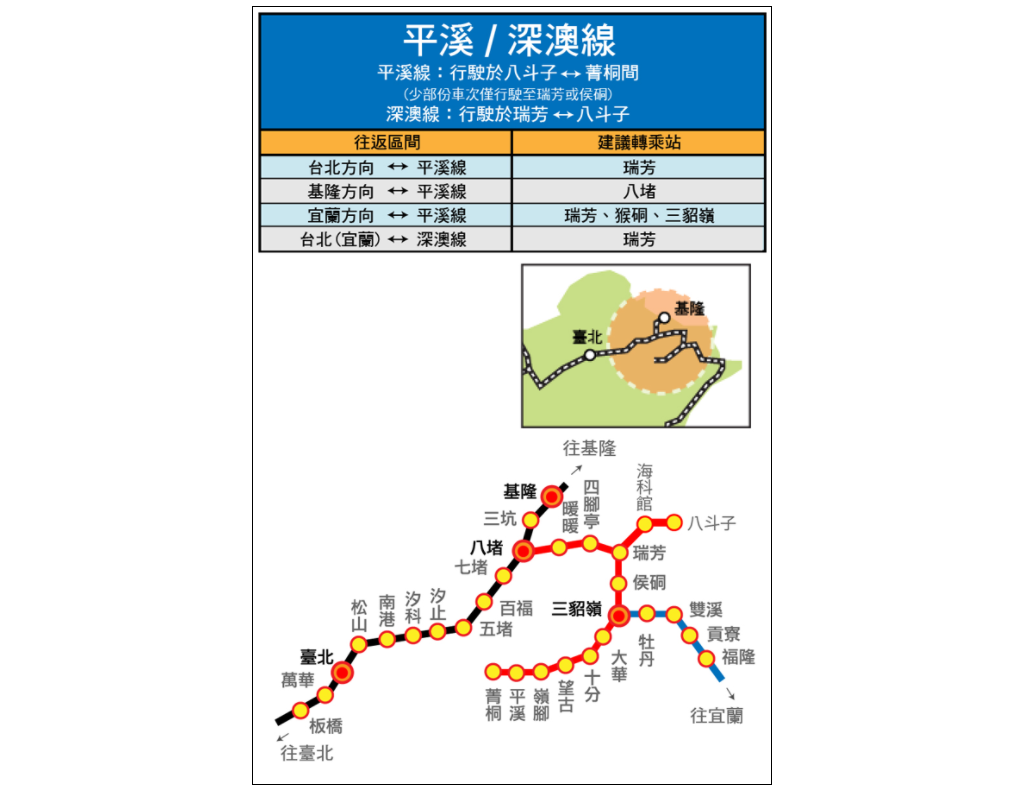 平溪 / 深澳線
平溪線：行駛於八斗子↔菁桐間
（少部份車次僅行駛至瑞芳或侯硐）
深澳線：行駛於瑞芳↔八斗子
往返區間 建議轉乘站
台北方向 ↔ 平溪線 瑞芳
基隆方向 ↔ 平溪線 八堵
宜蘭方向 ↔ 平溪線 瑞芳、猴硐、三貂嶺
台北(宜蘭) ↔ 深澳線 瑞芳
基隆
臺北
往基隆
基隆
三坑
八堵
七堵
百福
五堵
汐止
汐科
南港
松山
臺北
萬華
板橋
往臺北
暖暖
四腳亭
瑞芳
海科館
八斗子
侯硐
三貂嶺
牡丹
雙溪
貢寮
福隆
往宜蘭
大華
十分
望古
嶺腳
平溪
菁桐